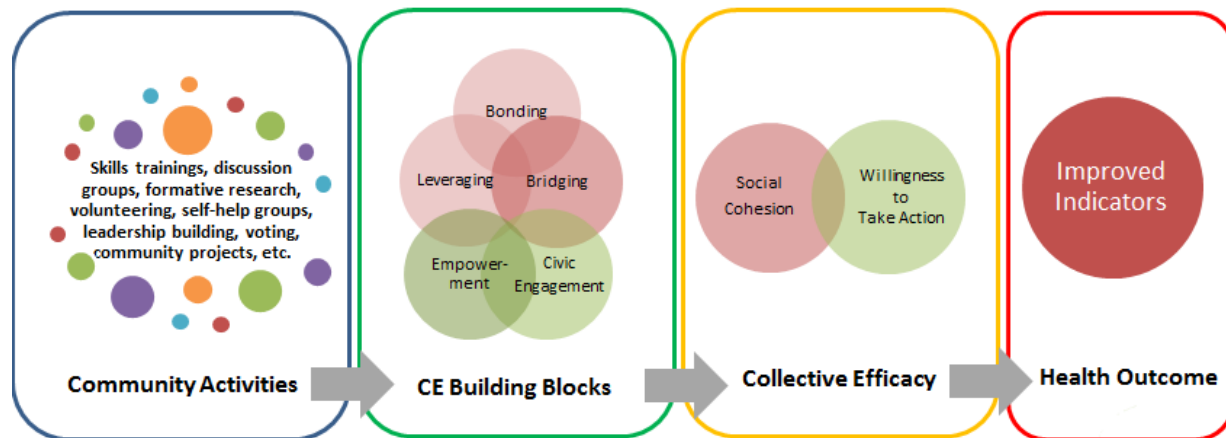 Skills trainings, discussion
groups, formative research,
volunteering, self-help groups,
leadership building, voting,
community projects, etc.
Community Activities
Bonding
Leveraging
Bridging
Empower-
ment
Civic
Engagement
CE Building Blocks
Social
Cohesion
Willingness
to
Take Action
Collective Efficacy
Improved
Indicators
Health Outcome